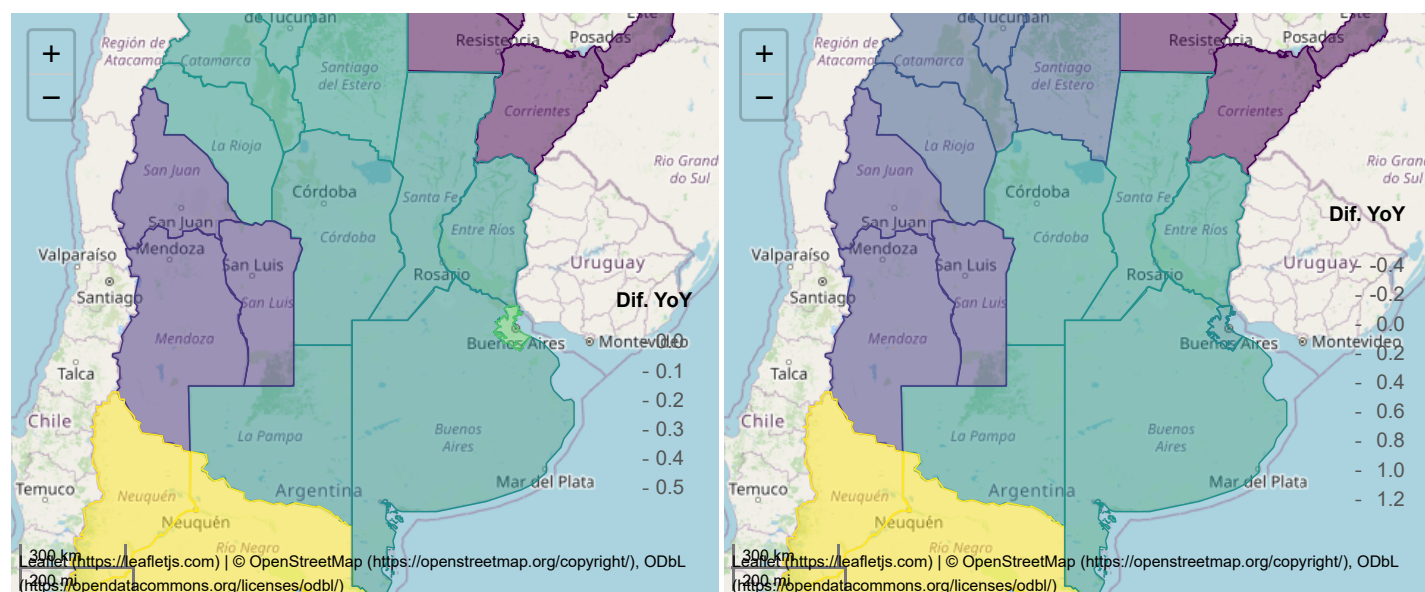 +
−
de Tucumán
Región de
Atacama
Catamarca
Santiago
del Estero
Resistencia
Posadas
Este
Corrientes
La Rioja
San Juan
San Juan
Córdoba
Córdoba
Santa Fe
Entre Ríos
Rio Grand
do Sul
Valparaíso
Mendoza
San Luis
San Luis
Rosario
Uruguay
Santiago
Dif. YoY
Mendoza
Buenos Aires
Montevideo
- 0.0
- 0.1
- 0.2
- 0.3
- 0.4
- 0.5
Talca
Chile
La Pampa
Buenos
Aires
Temuco
Neuquén
Neuquén
Argentina
Mar del Plata
Río Negro
300 km
200 mi
Leaflet (https://leafletjs.com) | © OpenStreetMap (https://openstreetmap.org/copyright/), ODbL
(https://opendatacommons.org/licenses/odbl/)
+
−
de Tucumán
Región de
Atacama
Catamarca
Santiago
del Estero
Resistencia
Posadas
Este
Corrientes
La Rioja
San Juan
San Juan
Córdoba
Córdoba
Santa Fe
Entre Ríos
Rio Gran
do Sul
Dif. YoY
Valparaíso
Mendoza
San Luis
San Luis
Rosario
Uruguay
Santiago
- -0.4
- -0.2
- 0.0
- 0.2
- 0.4
- 0.6
- 0.8
- 1.0
- 1.2
Mendoza
Buenos Aires
Montevideo
Talca
Chile
La Pampa
Buenos
Aires
Temuco
Neuquén
Neuquén
Argentina
Mar del Plata
Río Negro
300 km
200 mi
Leaflet (https://leafletjs.com) | © OpenStreetMap (https://openstreetmap.org/copyright/), ODbL
(https://opendatacommons.org/licenses/odbl/)